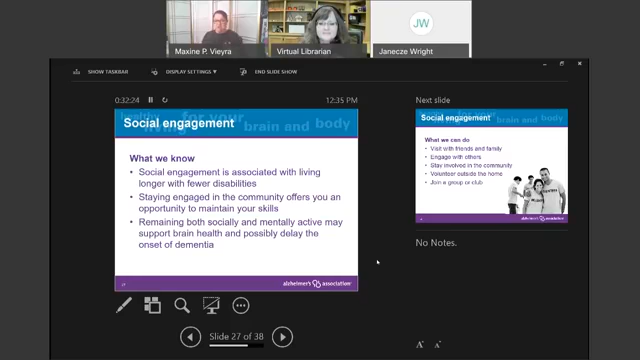 JW
Maxine P. Vieyra
Virtual Librarian
Janecze Wright
SHOW TASKBAR
DISPLAY SETTINGS ▾
END SLIDE SHOW
0:32:24
12:35 PM
healthy living for your brain and body
Social engagement
What we know
• Social engagement is associated with living
longer with fewer disabilities
• Staying engaged in the community offers you an
opportunity to maintain your skills
• Remaining both socially and mentally active may
support brain health and possibly delay the
onset of dementia
alzheimer's association
Slide 27 of 38
Next slide
Social engagement
What we can do
• Visit with friends and family
• Engage with others
• Stay involved in the community
• Volunteer outside the home
• Join a group or club
alzheimer's association
No Notes.
A A